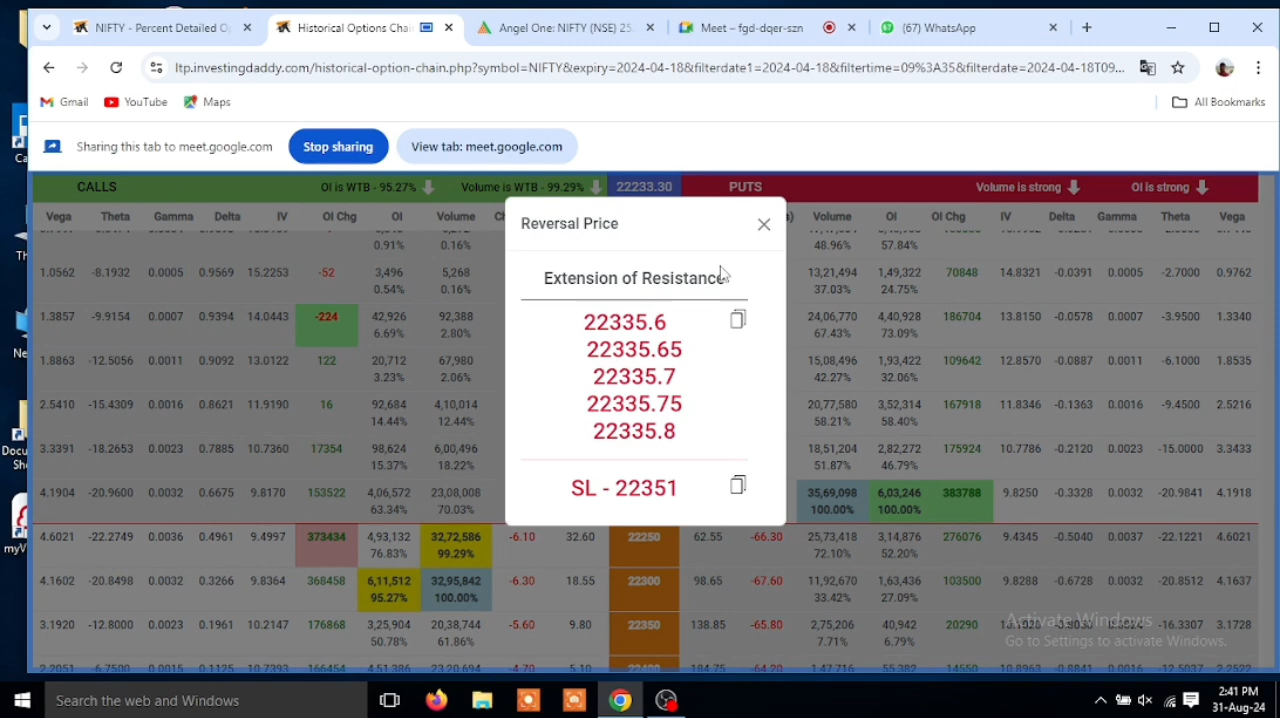 NIFTY - Percent Detailed O
Historical Options Chai
Angel One: NIFTY (NSE) 25
Meet – fgd-dqer-szn
(67) WhatsApp
ltp.investingdaddy.com/historical-option-chain.php?symbol=NIFTY&expiry=2024-04-18&filterdate1=2024-04-18&filtertime=09%3A35&filterdate=2024-04-18T09...
Gmail YouTube Maps All Bookmarks
Sharing this tab to meet.google.com Stop sharing View tab: meet.google.com
CALLS OI is WTB - 95.27% Volume is WTB - 99.29% 22233.30 PUTS Volume is strong OI is strong
Vega Theta Gamma Delta IV OI Chg OI Volume Volume OI OI Chg IV Delta Gamma Theta Vega
0.91% 0.16% 48.96% 57.84%
1.0562 -8.1932 0.0005 0.9569 15.2253 -52 3,496 5,268 13,21,494 1,49,322 70848 14.8321 -0.0391 0.0005 -2.7000 0.9762
0.54% 0.16% 37.03% 24.75%
1.3857 -9.9154 0.0007 0.9394 14.0443 -224 42,926 92,388 24,06,770 4,40,928 186704 13.8150 -0.0578 0.0007 -3.9500 1.3340
6.69% 2.80% 67.43% 73.09%
1.8863 -12.5056 0.0011 0.9092 13.0122 122 20,712 67,980 15,08,496 1,93,422 109642 12.8570 -0.0887 0.0011 -6.1000 1.8535
3.23% 2.06% 42.27% 32.06%
2.5410 -15.4309 0.0016 0.8621 11.9190 16 92,684 4,10,014 20,77,580 3,52,314 167918 11.8346 -0.1363 0.0016 -9.4500 2.5216
14.44% 12.44% 58.21% 58.40%
3.3391 -18.2653 0.0023 0.7885 10.7360 17354 98,624 6,00,496 18,51,204 2,82,272 175924 10.7786 -0.2120 0.0023 -15.0000 3.3433
15.37% 18.22% 51.87% 46.79%
4.1904 -20.9600 0.0032 0.6675 9.8170 153522 4,06,572 23,08,008 35,69,098 6,03,246 383788 9.8250 -0.3328 0.0032 -20.9841 4.1918
63.34% 70.03% 100.00% 100.00%
4.6021 -22.2749 0.0036 0.4961 9.4997 373434 4,93,132 32,72,586 -6.10 32.60 22250 62.55 -66.30 25,73,418 3,14,876 276076 9.4345 -0.5040 0.0037 -22.1221 4.6021
76.83% 99.29% 72.10% 52.20%
4.1602 -20.8498 0.0032 0.3266 9.8364 368458 6,11,512 32,95,842 -6.30 18.55 22300 98.65 -67.60 11,92,670 1,63,436 103500 9.8288 -0.6728 0.0032 -20.8512 4.1637
95.27% 100.00% 33.42% 27.09%
3.1920 -12.8000 0.0023 0.1961 10.2147 176868 3,25,904 20,38,744 -5.60 9.80 22350 138.85 -65.80 2,75,206 40,942 20290 -16.3307 3.1728
50.78% 61.86% 7.71% 6.79%
Reversal Price
Extension of Resistance
22335.6
22335.65
22335.7
22335.75
22335.8
SL - 22351
Activate Windows
Go to Settings to activate Windows.
Search the web and Windows
2:41 PM
31-Aug-24